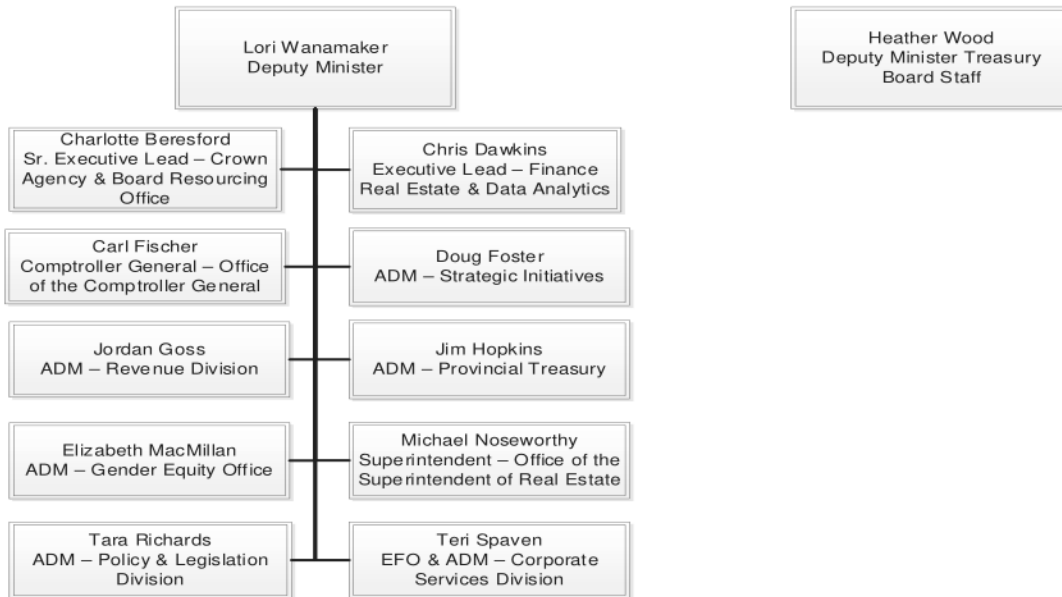 Lori Wanamaker
Deputy Minister
Heather Wood
Deputy Minister Treasury
Board Staff
Charlotte Beresford
Sr. Executive Lead – Crown
Agency & Board Resourcing
Office
Chris Dawkins
Executive Lead – Finance
Real Estate & Data Analytics
Carl Fischer
Comptroller General – Office
of the Comptroller General
Doug Foster
ADM – Strategic Initiatives
Jordan Goss
ADM – Revenue Division
Jim Hopkins
ADM – Provincial Treasury
Elizabeth MacMillan
ADM – Gender Equity Office
Michael Noseworthy
Superintendent – Office of the
Superintendent of Real Estate
Tara Richards
ADM – Policy & Legislation
Division
Teri Spaven
EFO & ADM – Corporate
Services Division